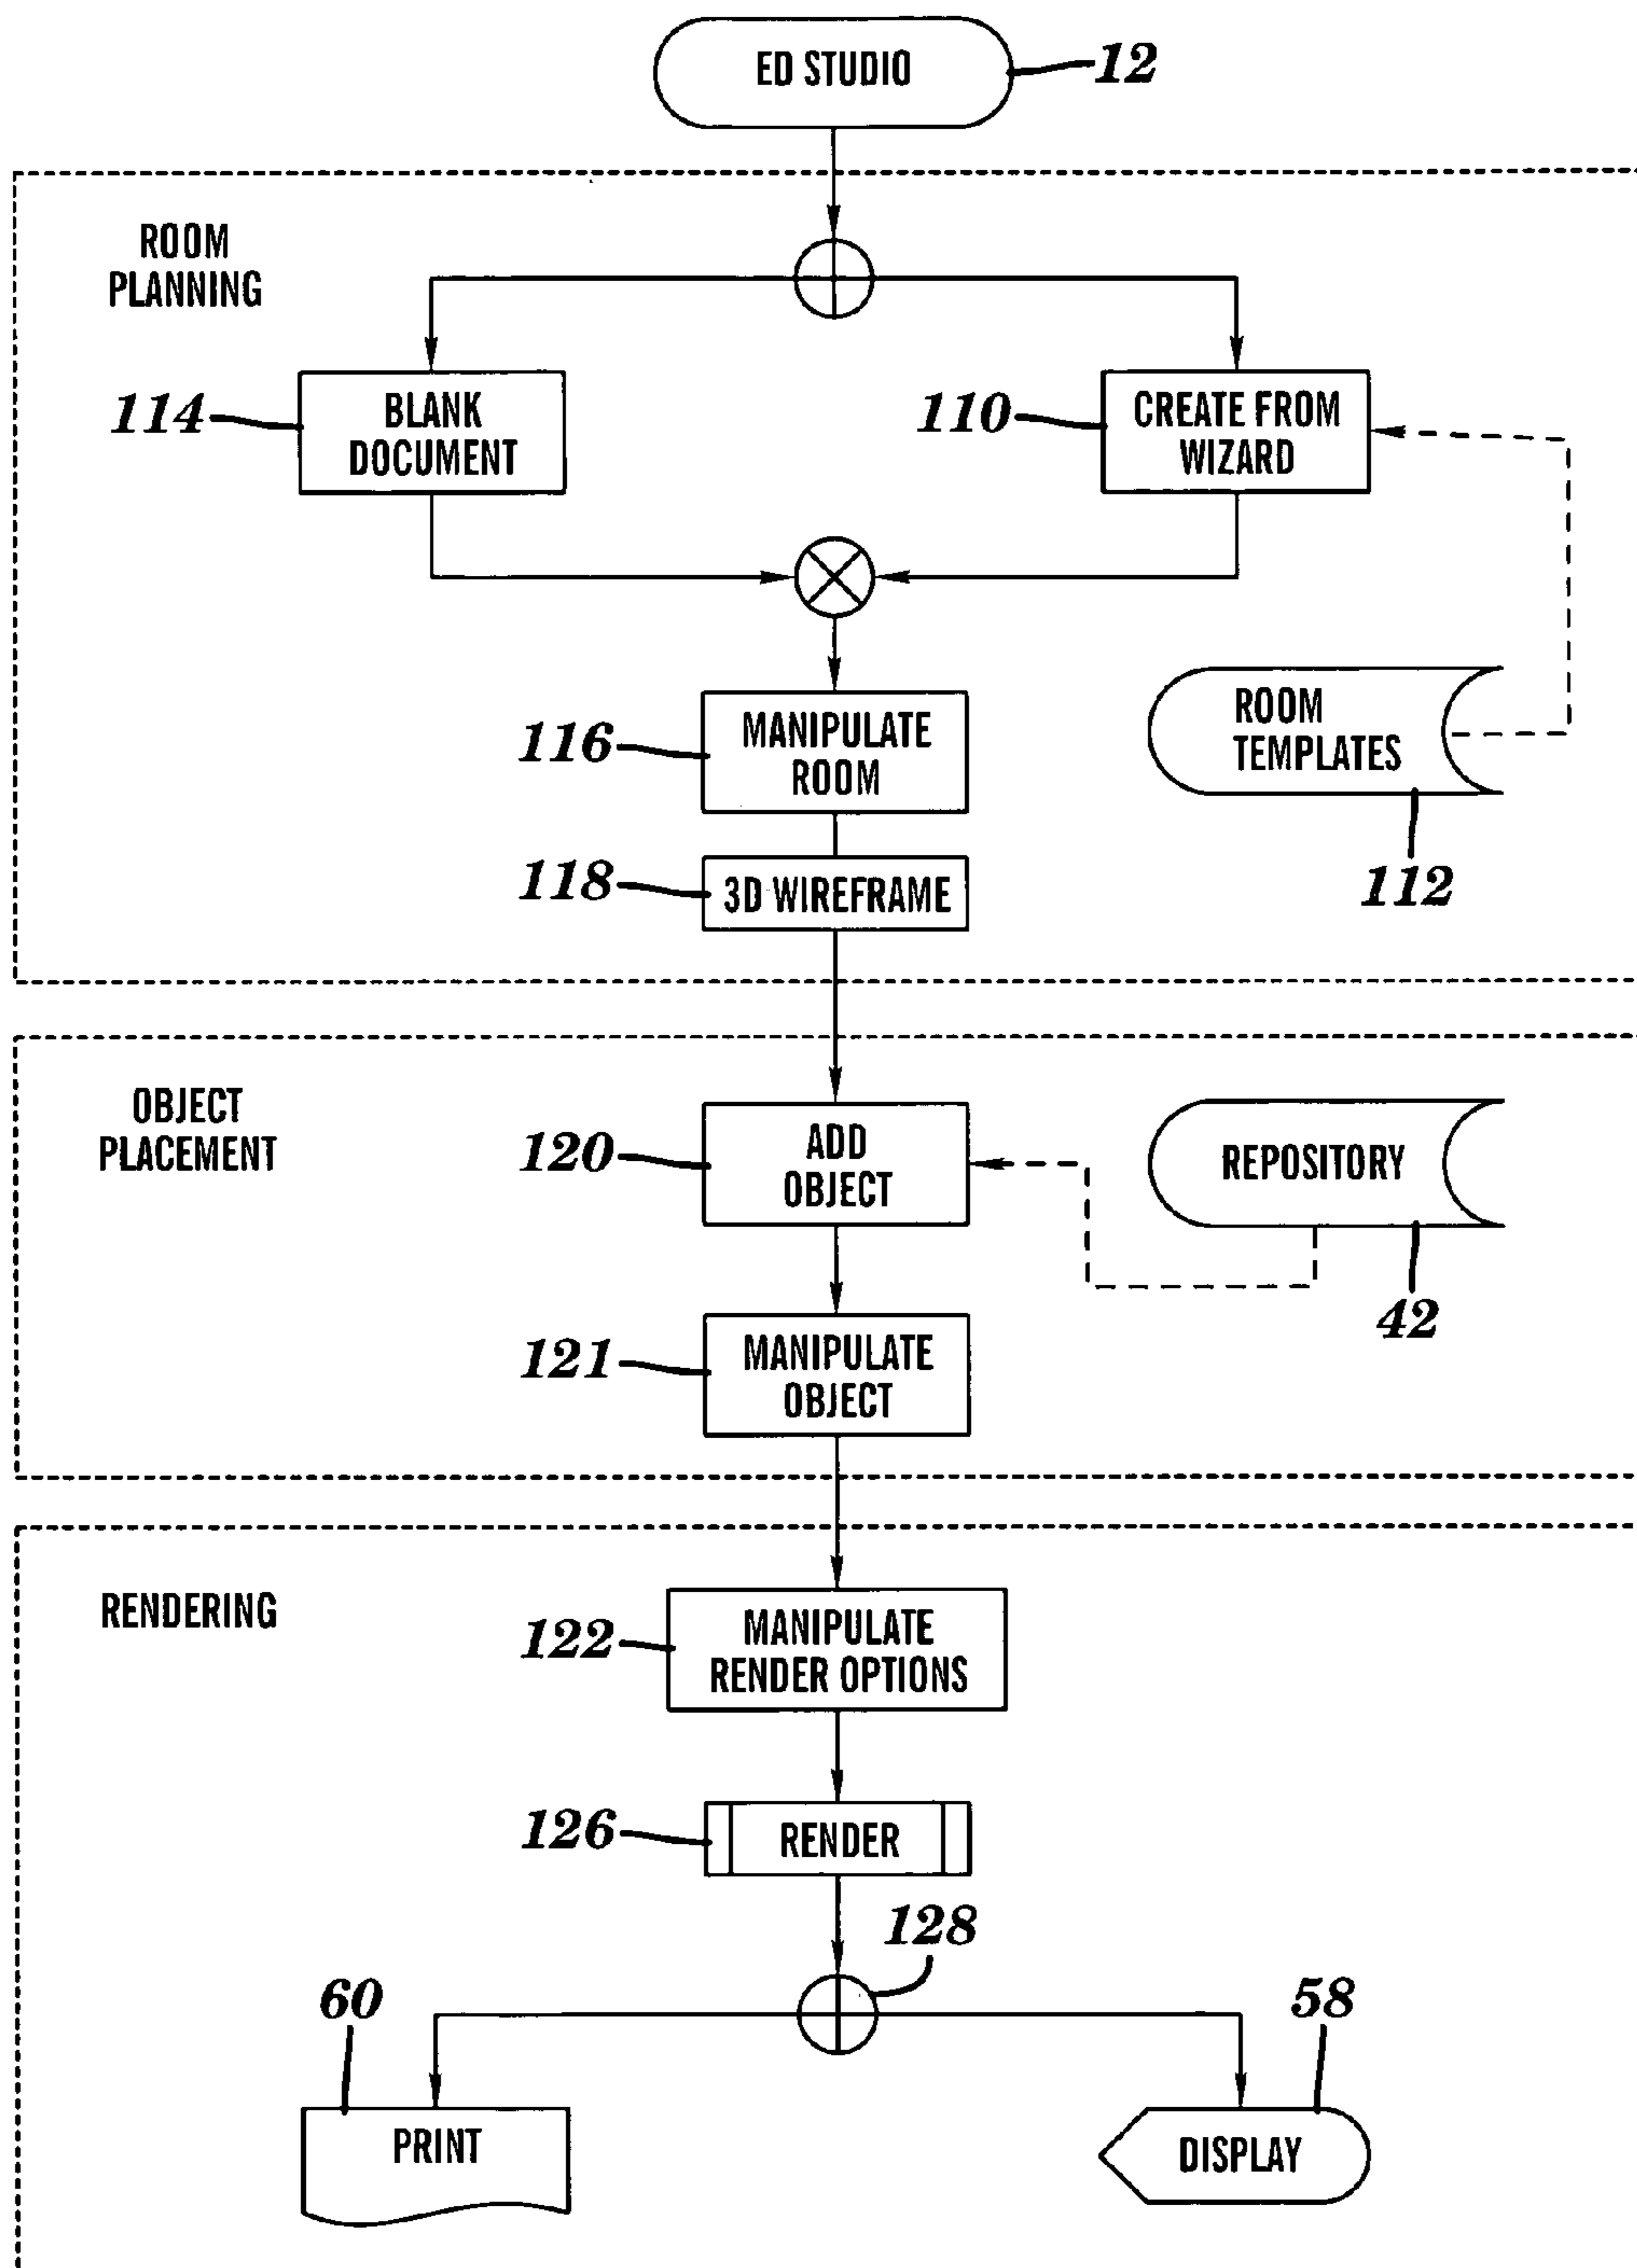 ED STUDIO
12
ROOM
PLANNING
114
BLANK
DOCUMENT
110
CREATE FROM
WIZARD
116
MANIPULATE
ROOM
ROOM
TEMPLATES
112
118
3D WIREFRAME
OBJECT
PLACEMENT
120
ADD
OBJECT
REPOSITORY
42
121
MANIPULATE
OBJECT
RENDERING
122
MANIPULATE
RENDER OPTIONS
126
RENDER
128
60
PRINT
58
DISPLAY